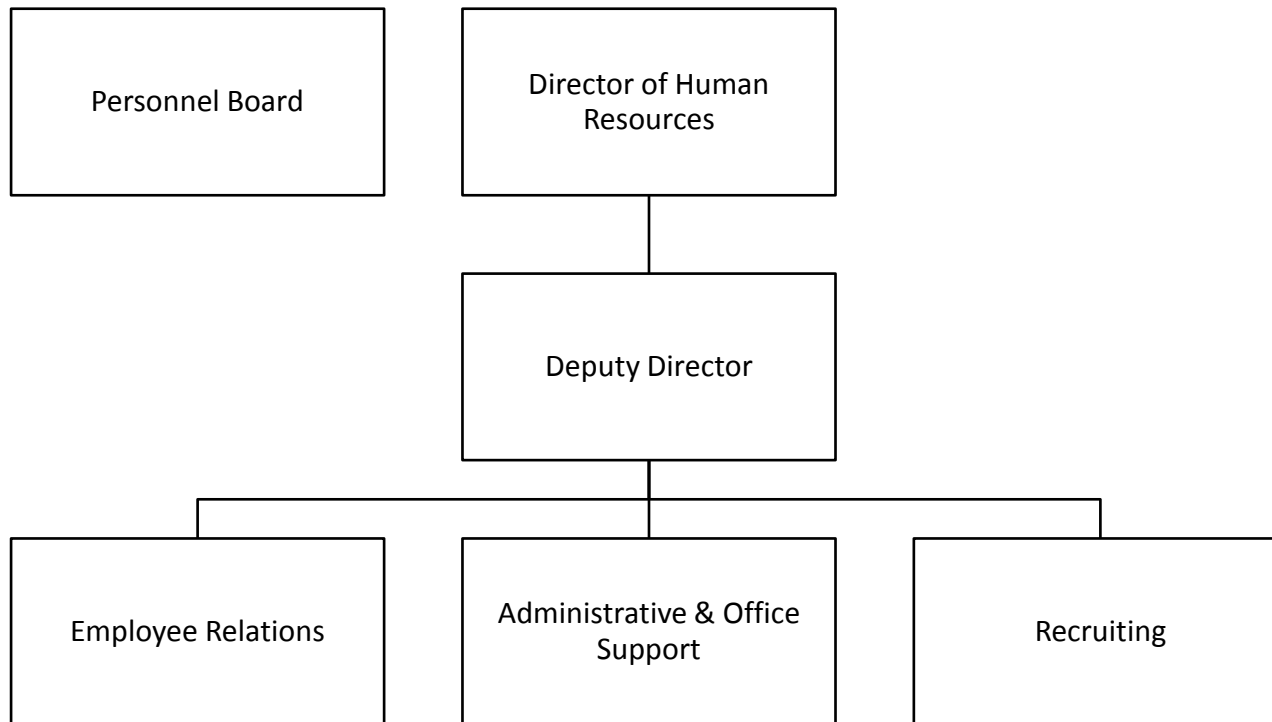 Personnel Board
Director of Human
Resources
Deputy Director
Employee Relations
Administrative & Office
Support
Recruiting